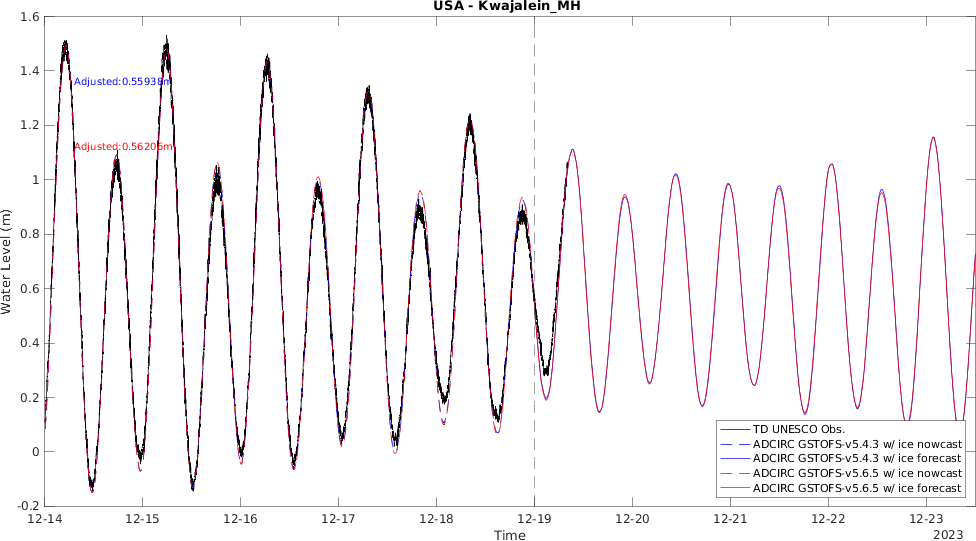 USA - Kwajalein_MH
1.6
1.4
1.2
1
0.8
0.6
0.4
0.2
0
-0.2
Water Level (m)
Adjusted:0.55938m
Adjusted:0.56206m
TD UNESCO Obs.
ADCIRC GSTOFS-v5.4.3 w/ ice nowcast
ADCIRC GSTOFS-v5.4.3 w/ ice forecast
ADCIRC GSTOFS-v5.6.5 w/ ice nowcast
ADCIRC GSTOFS-v5.6.5 w/ ice forecast
12-14 12-15 12-16 12-17 12-18 12-19 12-20 12-21 12-22 12-23
Time
2023